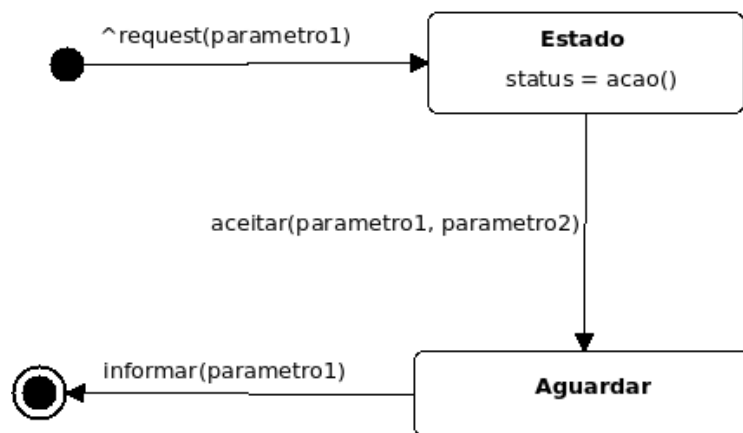 ^request(parametro1)
Estado
status = acao()
aceitar(parametro1, parametro2)
informar(parametro1)
Aguardar